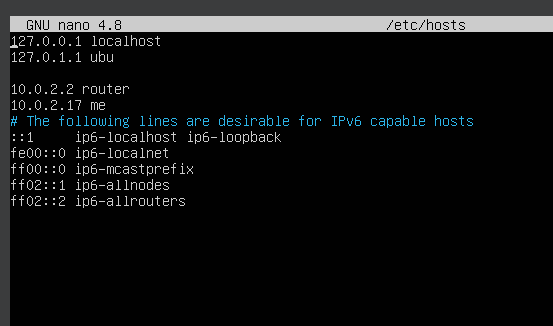 GNU nano 4.8 /etc/hosts
127.0.0.1 localhost
127.0.1.1 ubu
10.0.2.2 router
10.0.2.17 me
# The following lines are desirable for IPv6 capable hosts
::1 ip6-localhost ip6-loopback
fe00::0 ip6-localnet
ff00::0 ip6-mcastprefix
ff02::1 ip6-allnodes
ff02::2 ip6-allrouters